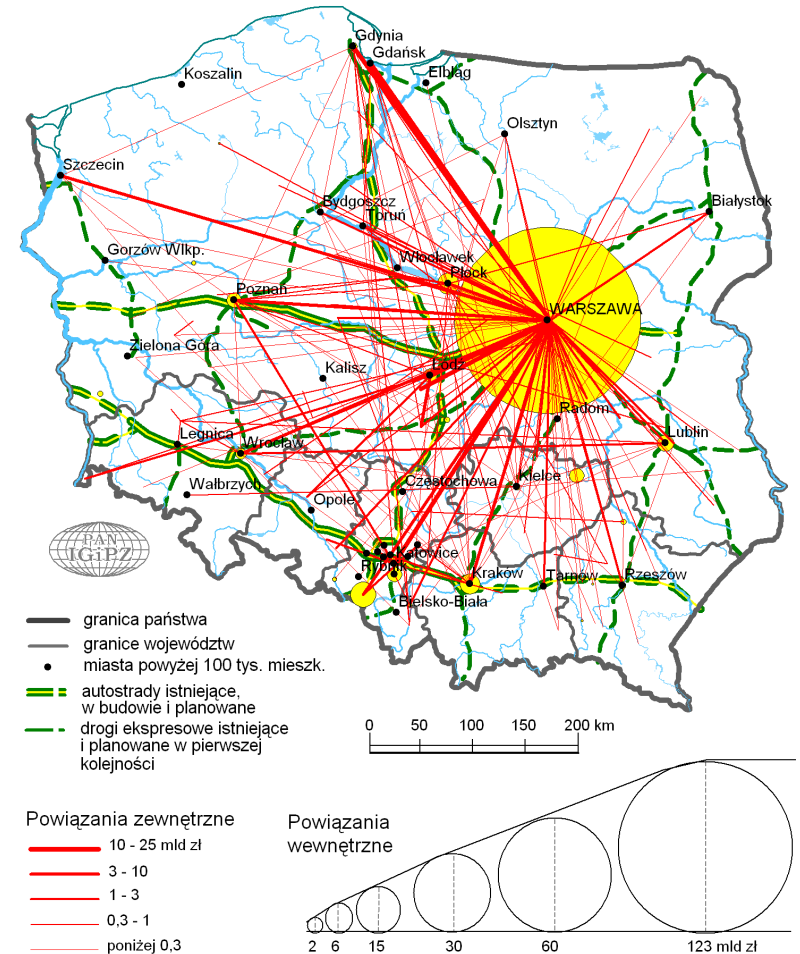 Gdynia
Gdańsk
Koszalin
Elbląg
Olsztyn
Szczecin
Bydgoszcz
Toruń
Białystok
Gorzów Wlkp.
Włocławek
Płock
Poznań
WARSZAWA
Zielona Góra
Kalisz
Łódź
Radom
Legnica
Wrocław
Lublin
Wałbrzych
Częstochowa
Kielce
Opole
PAN
IGiPZ
Katowice
Rybnik
Kraków
Tarnów
Rzeszów
Bielsko-Biała
granica państwa
granice województw
miasta powyżej 100 tys. mieszk.
autostrady istniejące,
w budowie i planowane
drogi ekspresowe istniejące
i planowane w pierwszej
kolejności
0 50 100 150 200 km
Powiązania zewnętrzne
10 - 25 mld zł
3 - 10
1 - 3
0,3 - 1
poniżej 0,3
Powiązania
wewnętrzne
2 6 15 30 60 123 mld zł